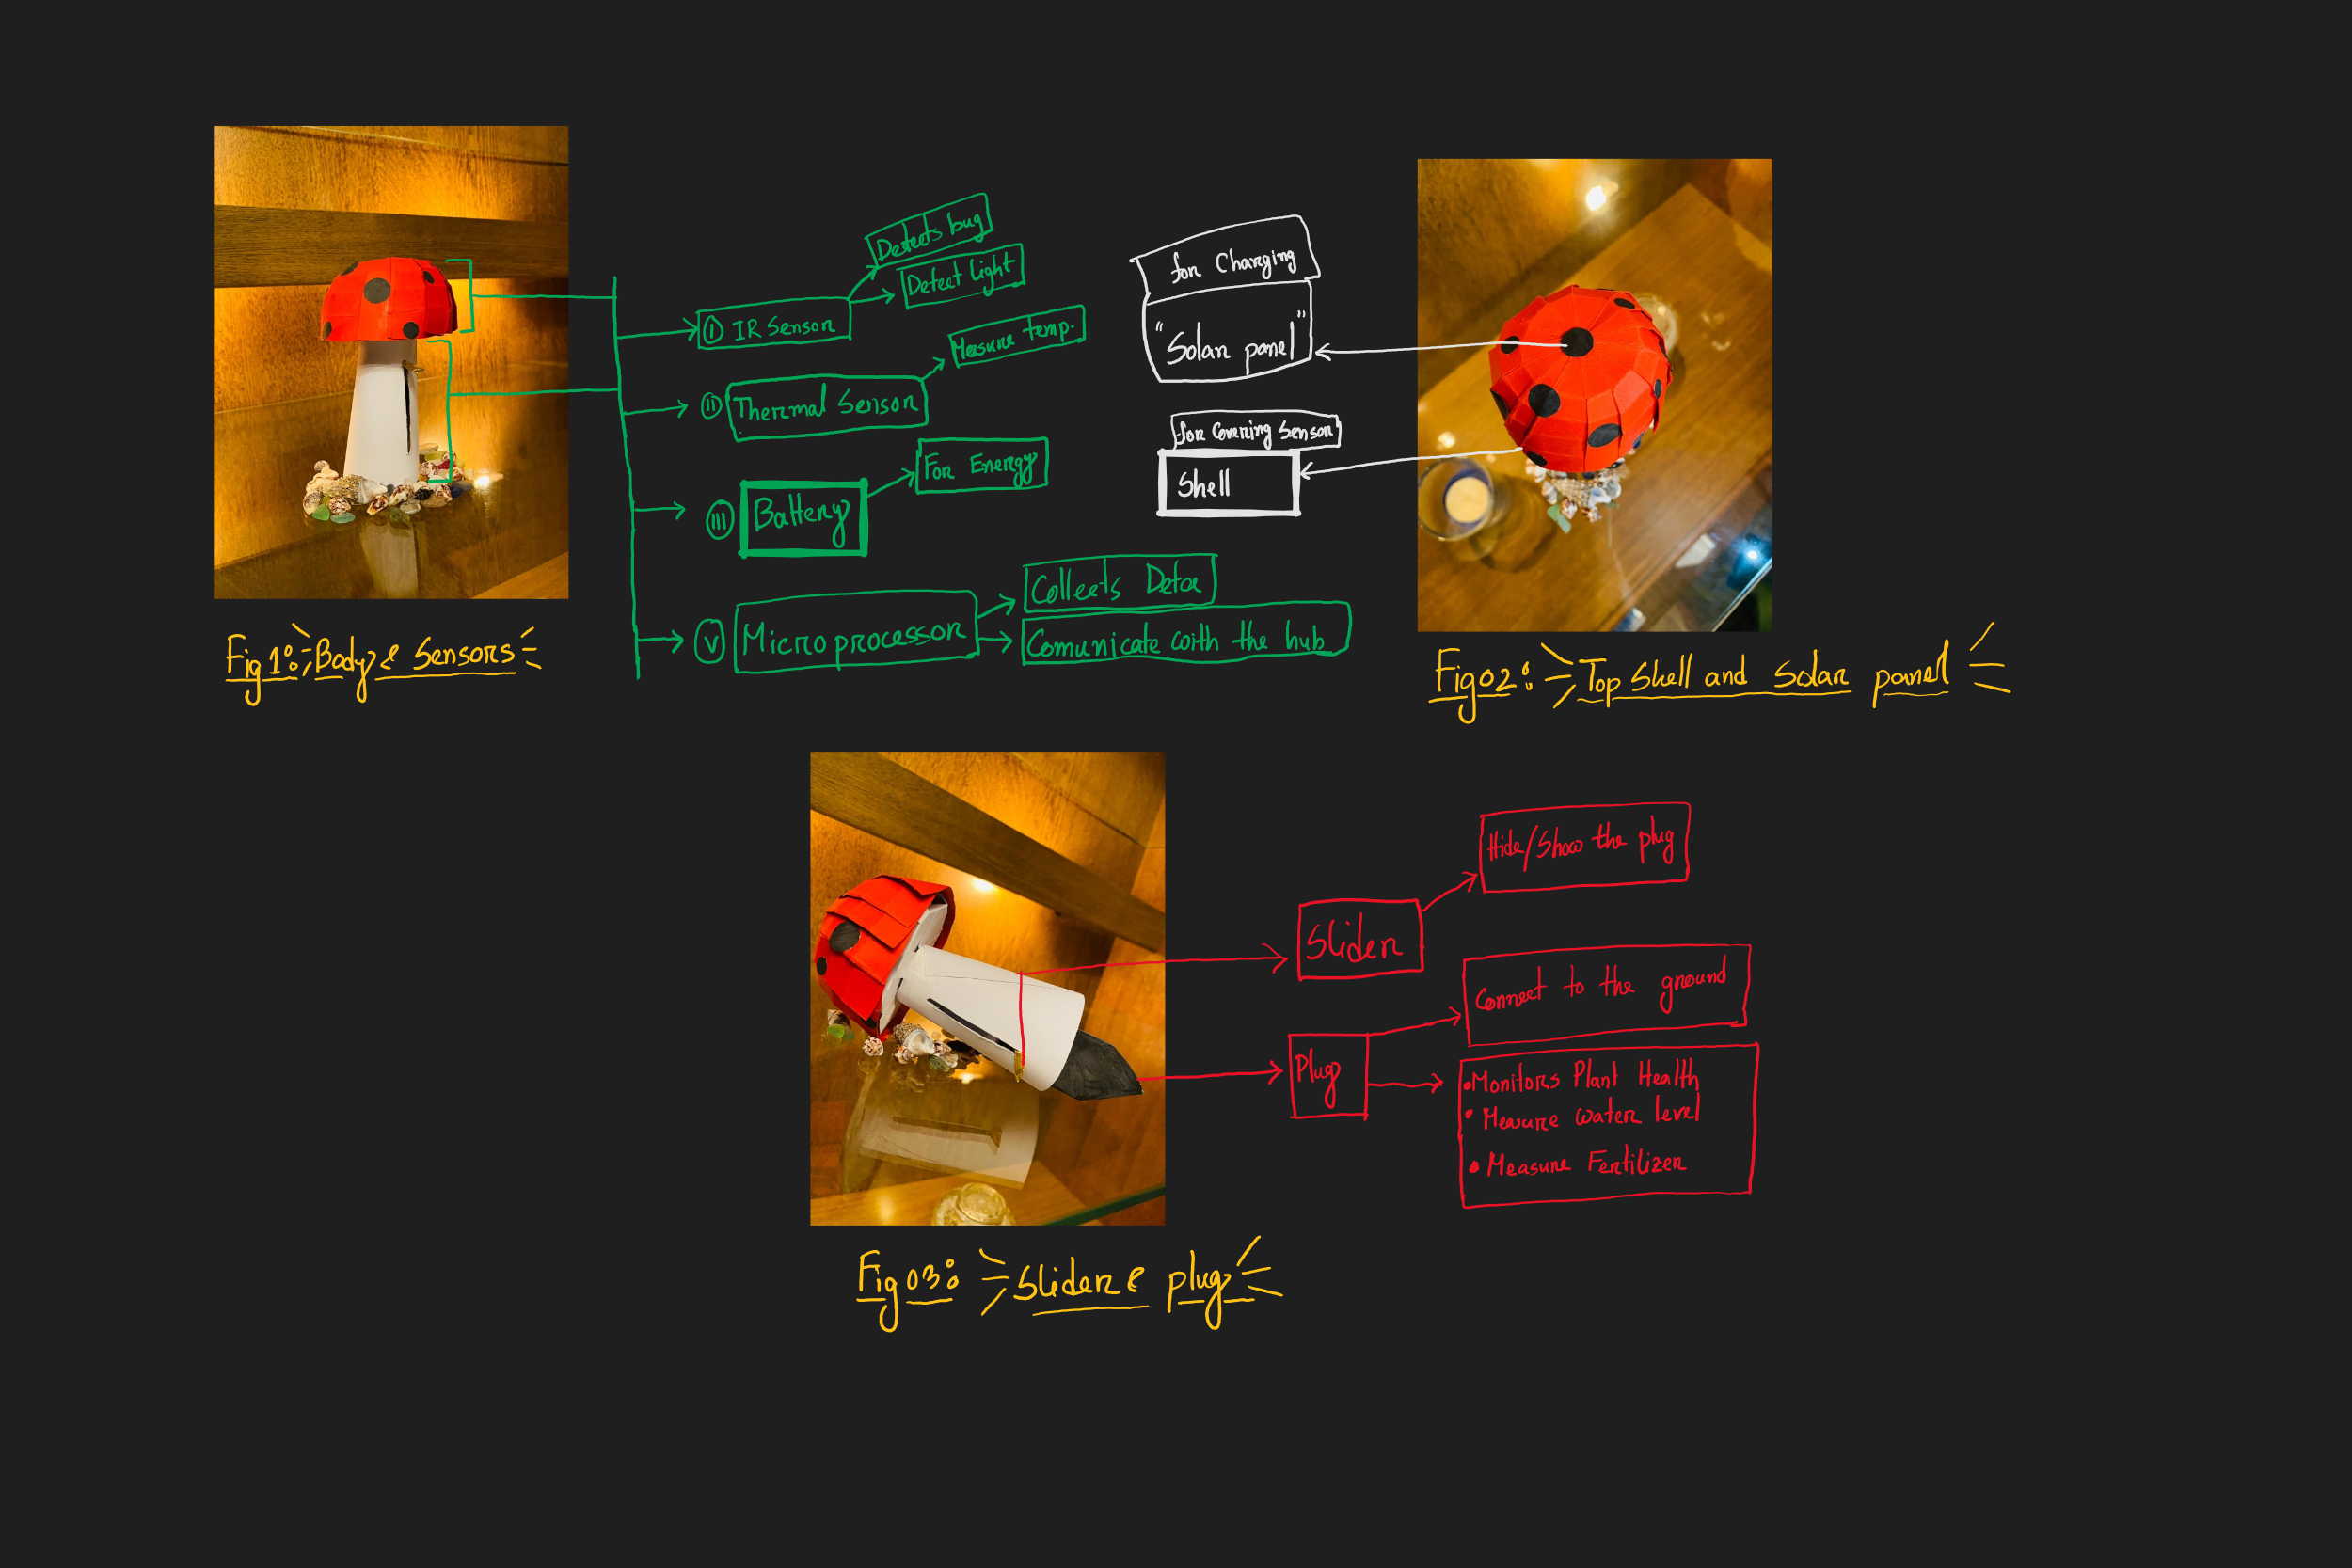 Detects bug
Detect light
I IR Sensor
Measure temp.
II Thermal Sensor
For Energy
III Battery
Collects Data
V Microprocessor
Comunicate with the hub
Fig 1: Body & Sensors
for Charging
"Solar panel"
for Covering Sensor
Shell
Fig 02: Top Shell and Solar panel
Hide/Show the plug
Slider
Connect to the ground
Plug
•Monitors Plant Health
• Measure water level
• Measure Fertilizer
Fig 03: Slider & plug